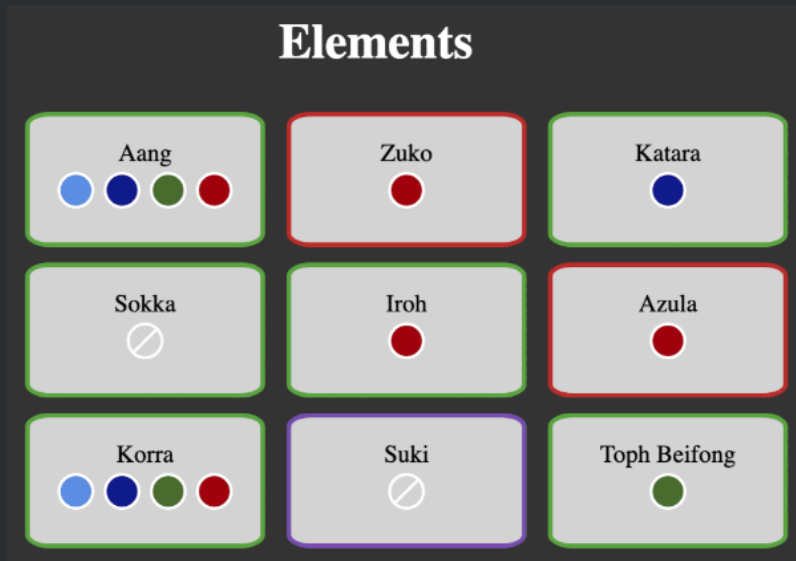 Elements
Aang
Zuko
Katara
Sokka
Iroh
Azula
Korra
Suki
Toph Beifong